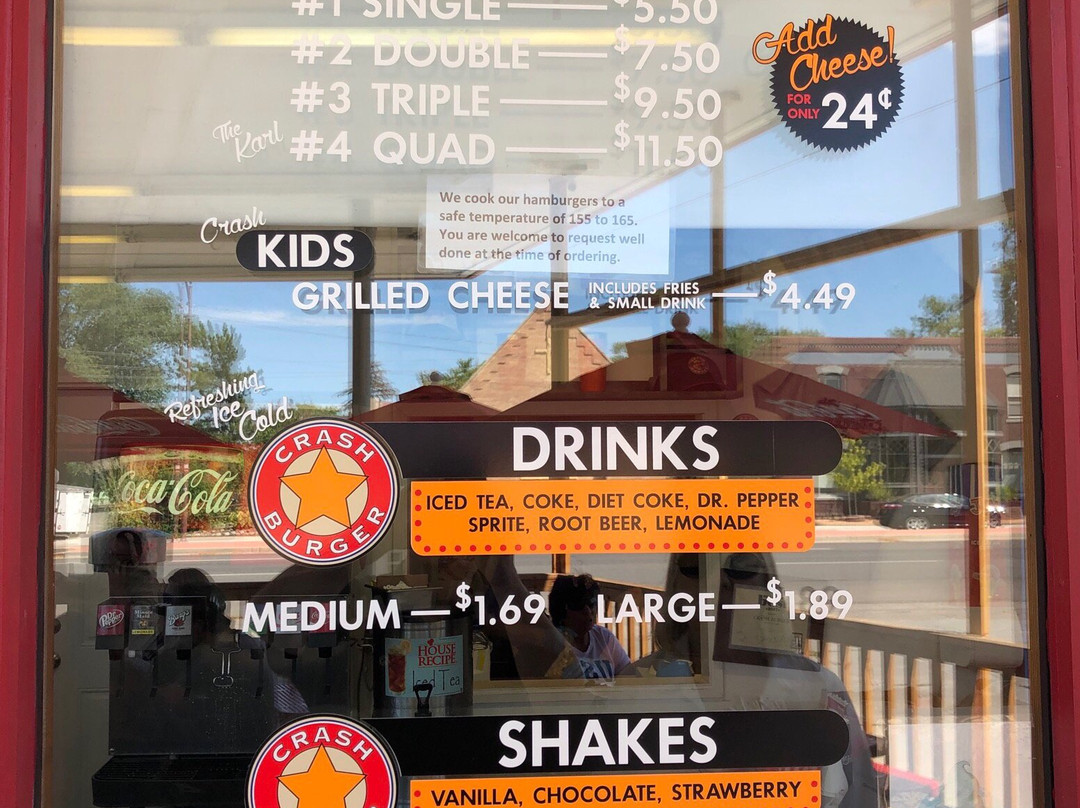 #1 SINGLE — $5.50
#2 DOUBLE — $7.50
#3 TRIPLE — $9.50
The Karl #4 QUAD — $11.50
Add
Cheese!
FOR ONLY 24¢
We cook our hamburgers to a
safe temperature of 155 to 165.
You are welcome to request well
done at the time of ordering.
Crash
KIDS
GRILLED CHEESE INCLUDES FRIES & SMALL DRINK — $4.49
Refreshing
Ice Cold
CRASH BURGER
DRINKS
Coca-Cola
ICED TEA, COKE, DIET COKE, DR. PEPPER
SPRITE, ROOT BEER, LEMONADE
MEDIUM — $1.69 LARGE — $1.89
Dr Pepper
HOUSE
RECIPE
Iced Tea
CRASH
SHAKES
VANILLA, CHOCOLATE, STRAWBERRY